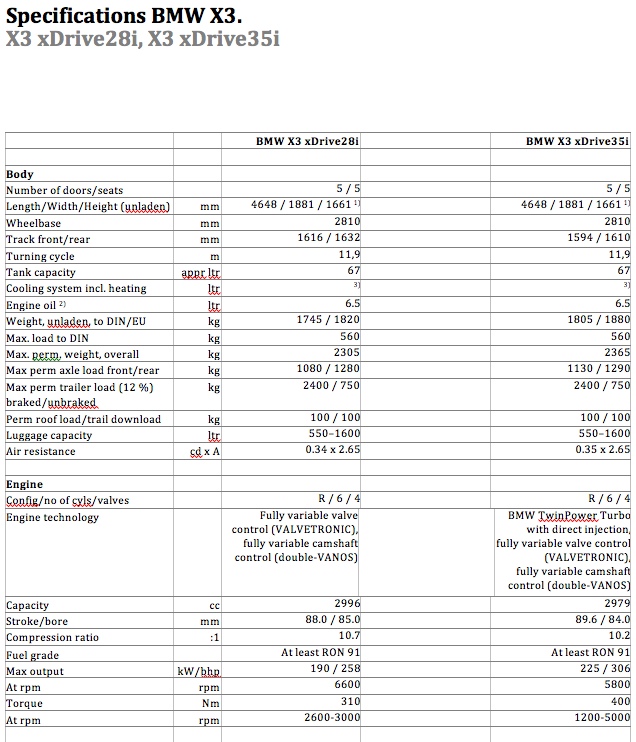 Specifications BMW X3.
X3 xDrive28i, X3 xDrive35i
BMW X3 xDrive28i BMW X3 xDrive35i
Body
Number of doors/seats 5 / 5 5 / 5
Length/Width/Height (unladen) mm 4648 / 1881 / 1661 1) 4648 / 1881 / 1661 1)
Wheelbase mm 2810 2810
Track front/rear mm 1616 / 1632 1594 / 1610
Turning cycle m 11,9 11,9
Tank capacity appr ltr 67 67
Cooling system incl. heating ltr 3) 3)
Engine oil 2) ltr 6.5 6.5
Weight, unladen, to DIN/EU kg 1745 / 1820 1805 / 1880
Max. load to DIN kg 560 560
Max. perm, weight, overall kg 2305 2365
Max perm axle load front/rear kg 1080 / 1280 1130 / 1290
Max perm trailer load (12 %) kg 2400 / 750 2400 / 750
braked/unbraked
Perm roof load/trail download kg 100 / 100 100 / 100
Luggage capacity ltr 550–1600 550–1600
Air resistance cd x A 0.34 x 2.65 0.35 x 2.65
Engine
Config/no of cyls/valves R / 6 / 4 R / 6 / 4
Engine technology Fully variable valve BMW TwinPower Turbo
control (VALVETRONIC), with direct injection,
fully variable camshaft fully variable valve control
control (double-VANOS) (VALVETRONIC),
fully variable camshaft
control (double-VANOS)
Capacity cc 2996 2979
Stroke/bore mm 88.0 / 85.0 89.6 / 84.0
Compression ratio :1 10.7 10.2
Fuel grade At least RON 91 At least RON 91
Max output kW/bhp 190 / 258 225 / 306
At rpm rpm 6600 5800
Torque Nm 310 400
At rpm rpm 2600-3000 1200-5000